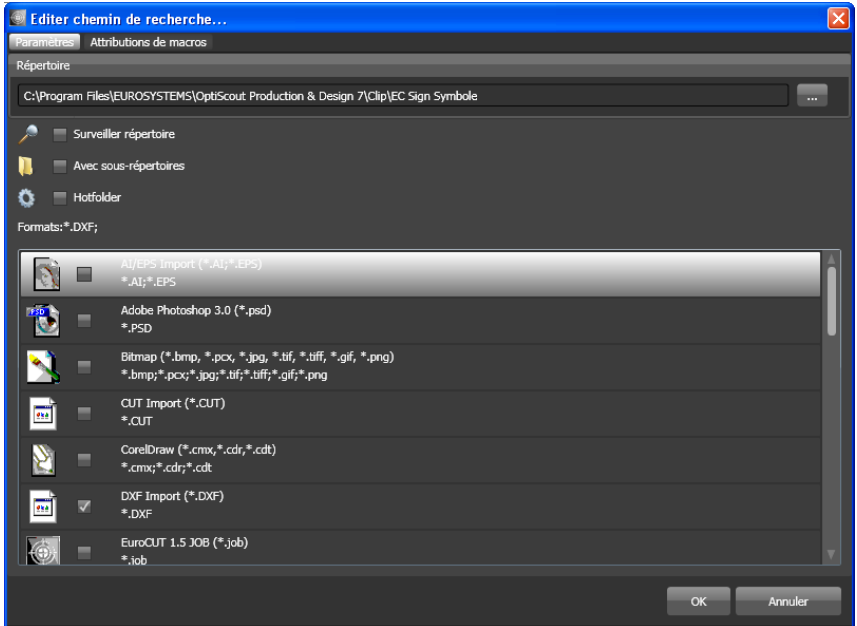 Editer chemin de recherche...
Paramètres Attributions de macros
Répertoire
C:\Program Files\EUROSYSTEMS\OptiScout Production & Design 7\Clip\EC Sign Symbole ...
Surveiller répertoire
Avec sous-répertoires
Hotfolder
Formats:*.DXF;
AI/EPS Import (*.AI;*.EPS)
*.AI;*.EPS
PSD
Adobe Photoshop 3.0 (*.psd)
*.PSD
Bitmap (*.bmp, *.pcx, *.jpg, *.tif, *.tiff, *.gif, *.png)
*.bmp;*.pcx;*.jpg;*.tif;*.tiff;*.gif;*.png
CUT Import (*.CUT)
*.CUT
CorelDraw (*.cmx,*.cdr,*.cdt)
*.cmx;*.cdr;*.cdt
DXF Import (*.DXF)
*.DXF
EuroCUT 1.5 JOB (*.job)
*.job
OK Annuler